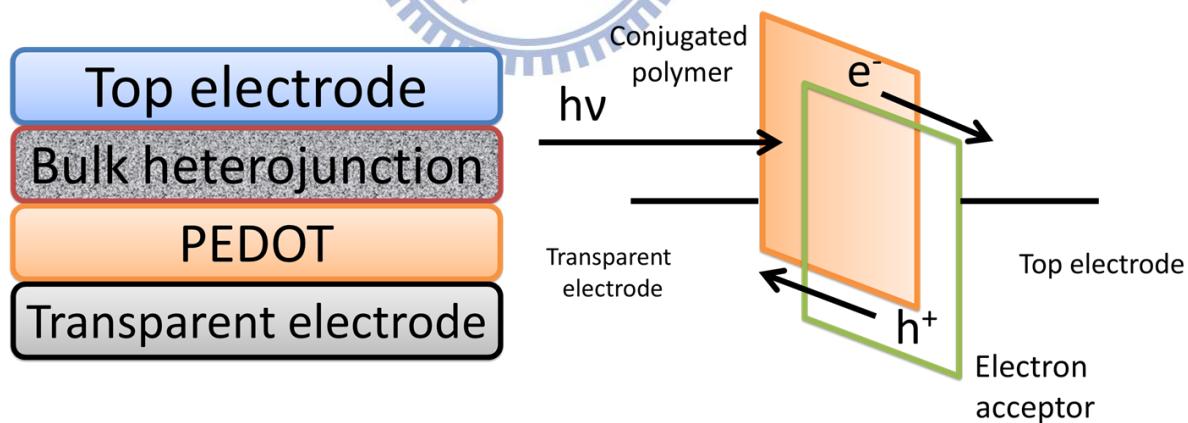 Top electrode
Bulk heterojunction
PEDOT
Transparent electrode
Conjugated
polymer
hν
e⁻
Transparent
electrode
Top electrode
h⁺
Electron
acceptor